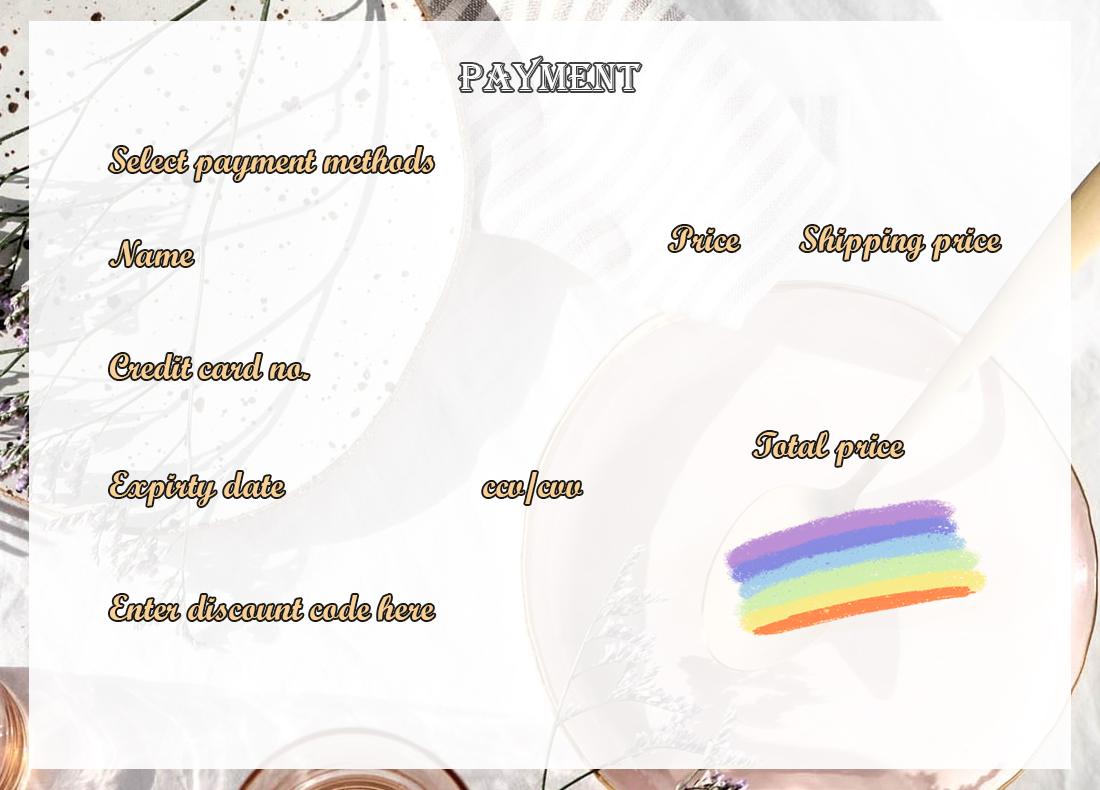 PAYMENT
Select payment methods
Name
Price
Shipping price
Credit card no.
Total price
Expirty date
ccv/cvv
Enter discount code here